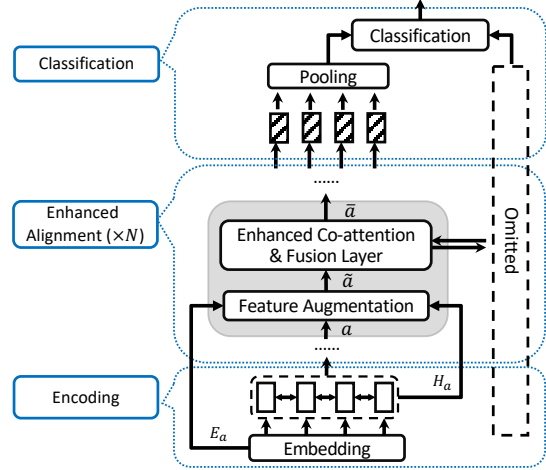 Classification
Classification
Pooling
......
ā
Enhanced
Alignment (×N)
Enhanced Co-attention
& Fusion Layer
ã
Feature Augmentation
a
......
Omitted
Encoding
H_a
E_a
Embedding